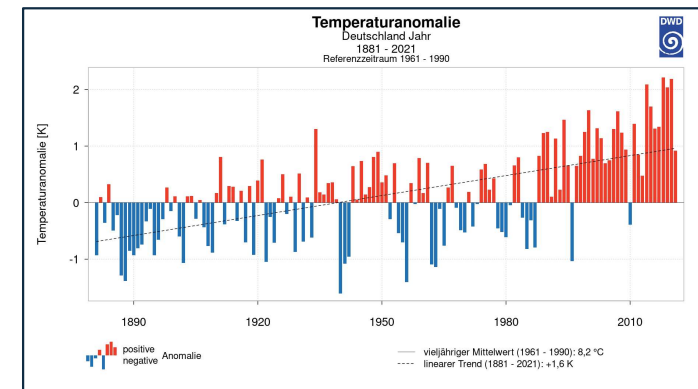 Temperaturanomalie
Deutschland Jahr
1881 - 2021
Referenzzeitraum 1961 - 1990
DWD
Temperaturanomalie [K]
2
1
0
-1
1890
1920
1950
1980
2010
positive
negative
Anomalie
vieljähriger Mittelwert (1961 - 1990): 8,2 °C
linearer Trend (1881 - 2021): +1,6 K